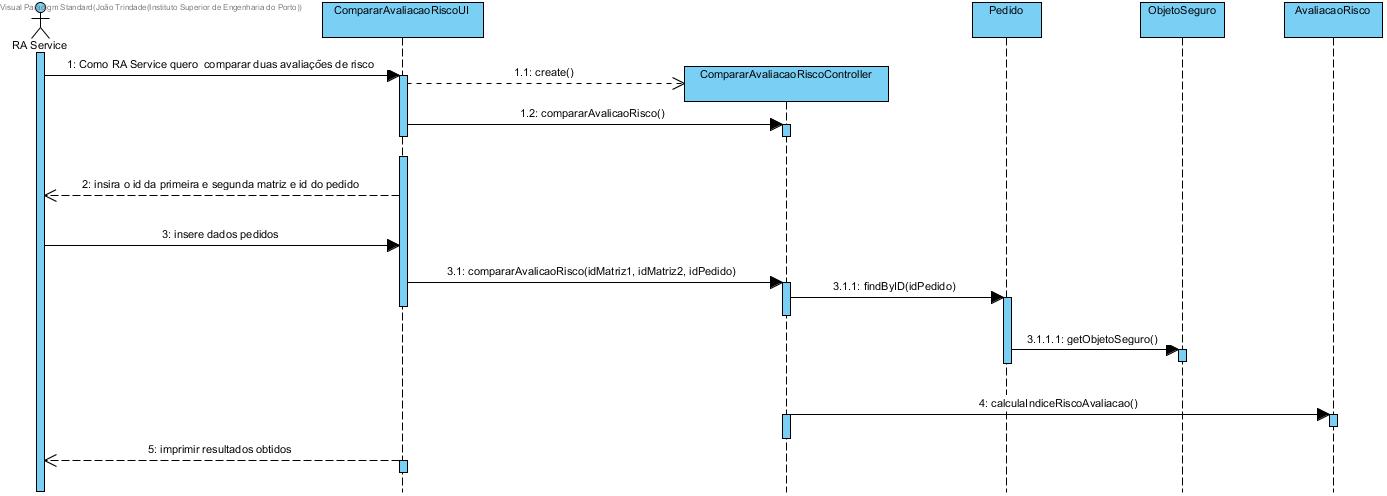 Visual Paradigm Standard(João Trindade(Instituto Superior de Engenharia do Porto))
RA Service
CompararAvaliacaoRiscoUI
Pedido
ObjetoSeguro
AvaliacaoRisco
1: Como RA Service quero comparar duas avaliações de risco
1.1: create()
CompararAvaliacaoRiscoController
1.2: compararAvalicaoRisco()
2: insira o id da primeira e segunda matriz e id do pedido
3: insere dados pedidos
3.1: compararAvalicaoRisco(idMatriz1, idMatriz2, idPedido)
3.1.1: findByID(idPedido)
3.1.1.1: getObjetoSeguro()
4: calculaIndiceRiscoAvaliacao()
5: imprimir resultados obtidos